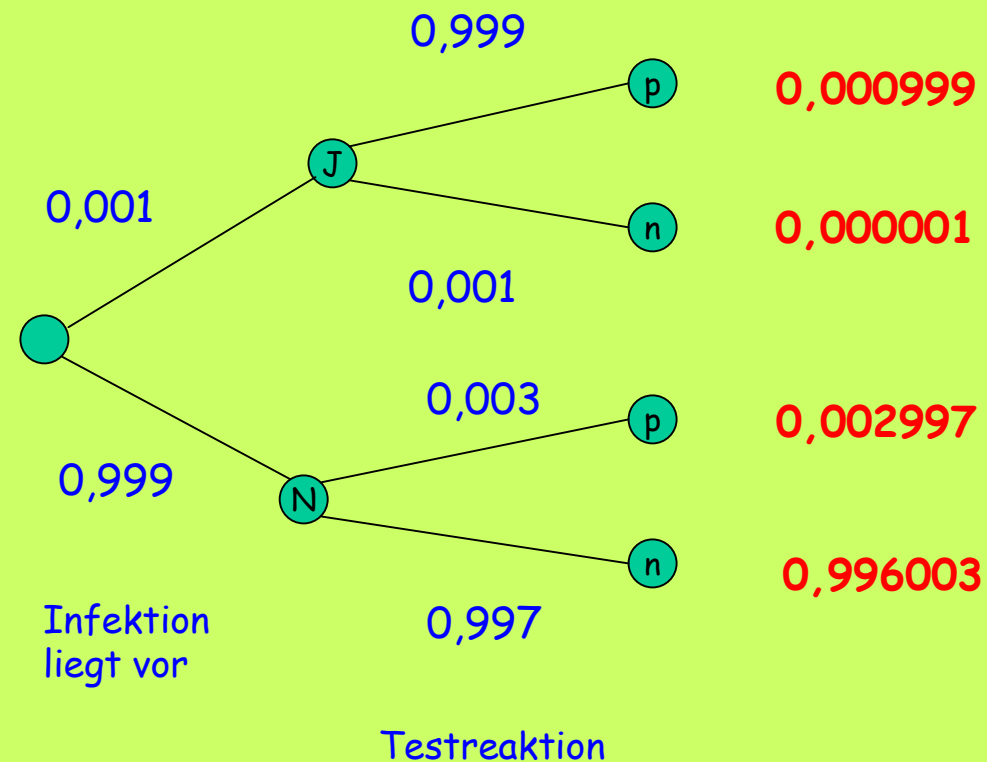 0,999
p
0,000999
J
0,001
n
0,000001
0,001
0,003
p
0,002997
0,999
N
n
0,996003
Infektion
liegt vor
0,997
Testreaktion